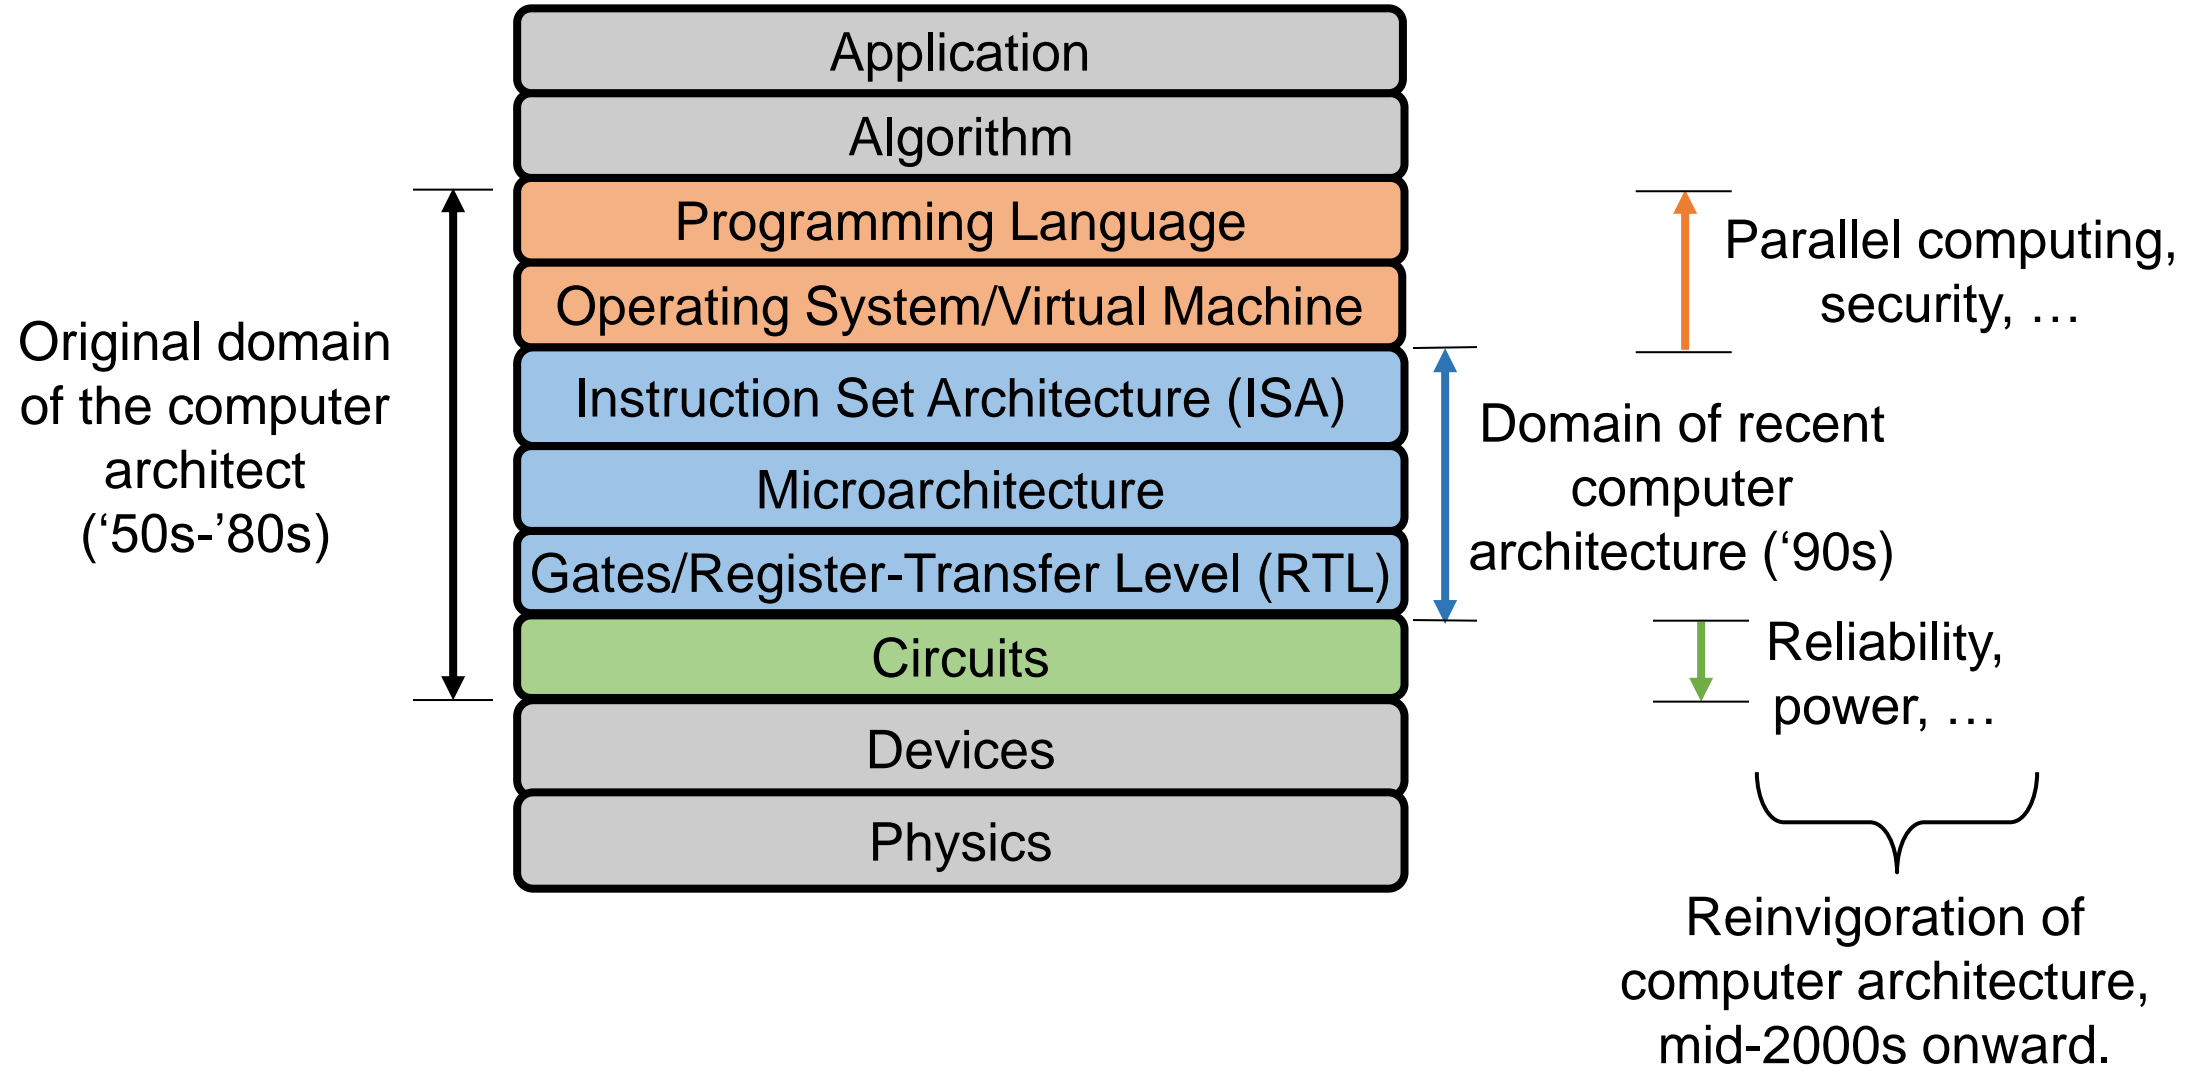 Application
Algorithm
Programming Language
Operating System/Virtual Machine
Instruction Set Architecture (ISA)
Microarchitecture
Gates/Register-Transfer Level (RTL)
Circuits
Devices
Physics
Original domain
of the computer
architect
(‘50s-’80s)
Parallel computing,
security, …
Domain of recent
computer
architecture (‘90s)
Reliability,
power, …
Reinvigoration of
computer architecture,
mid-2000s onward.